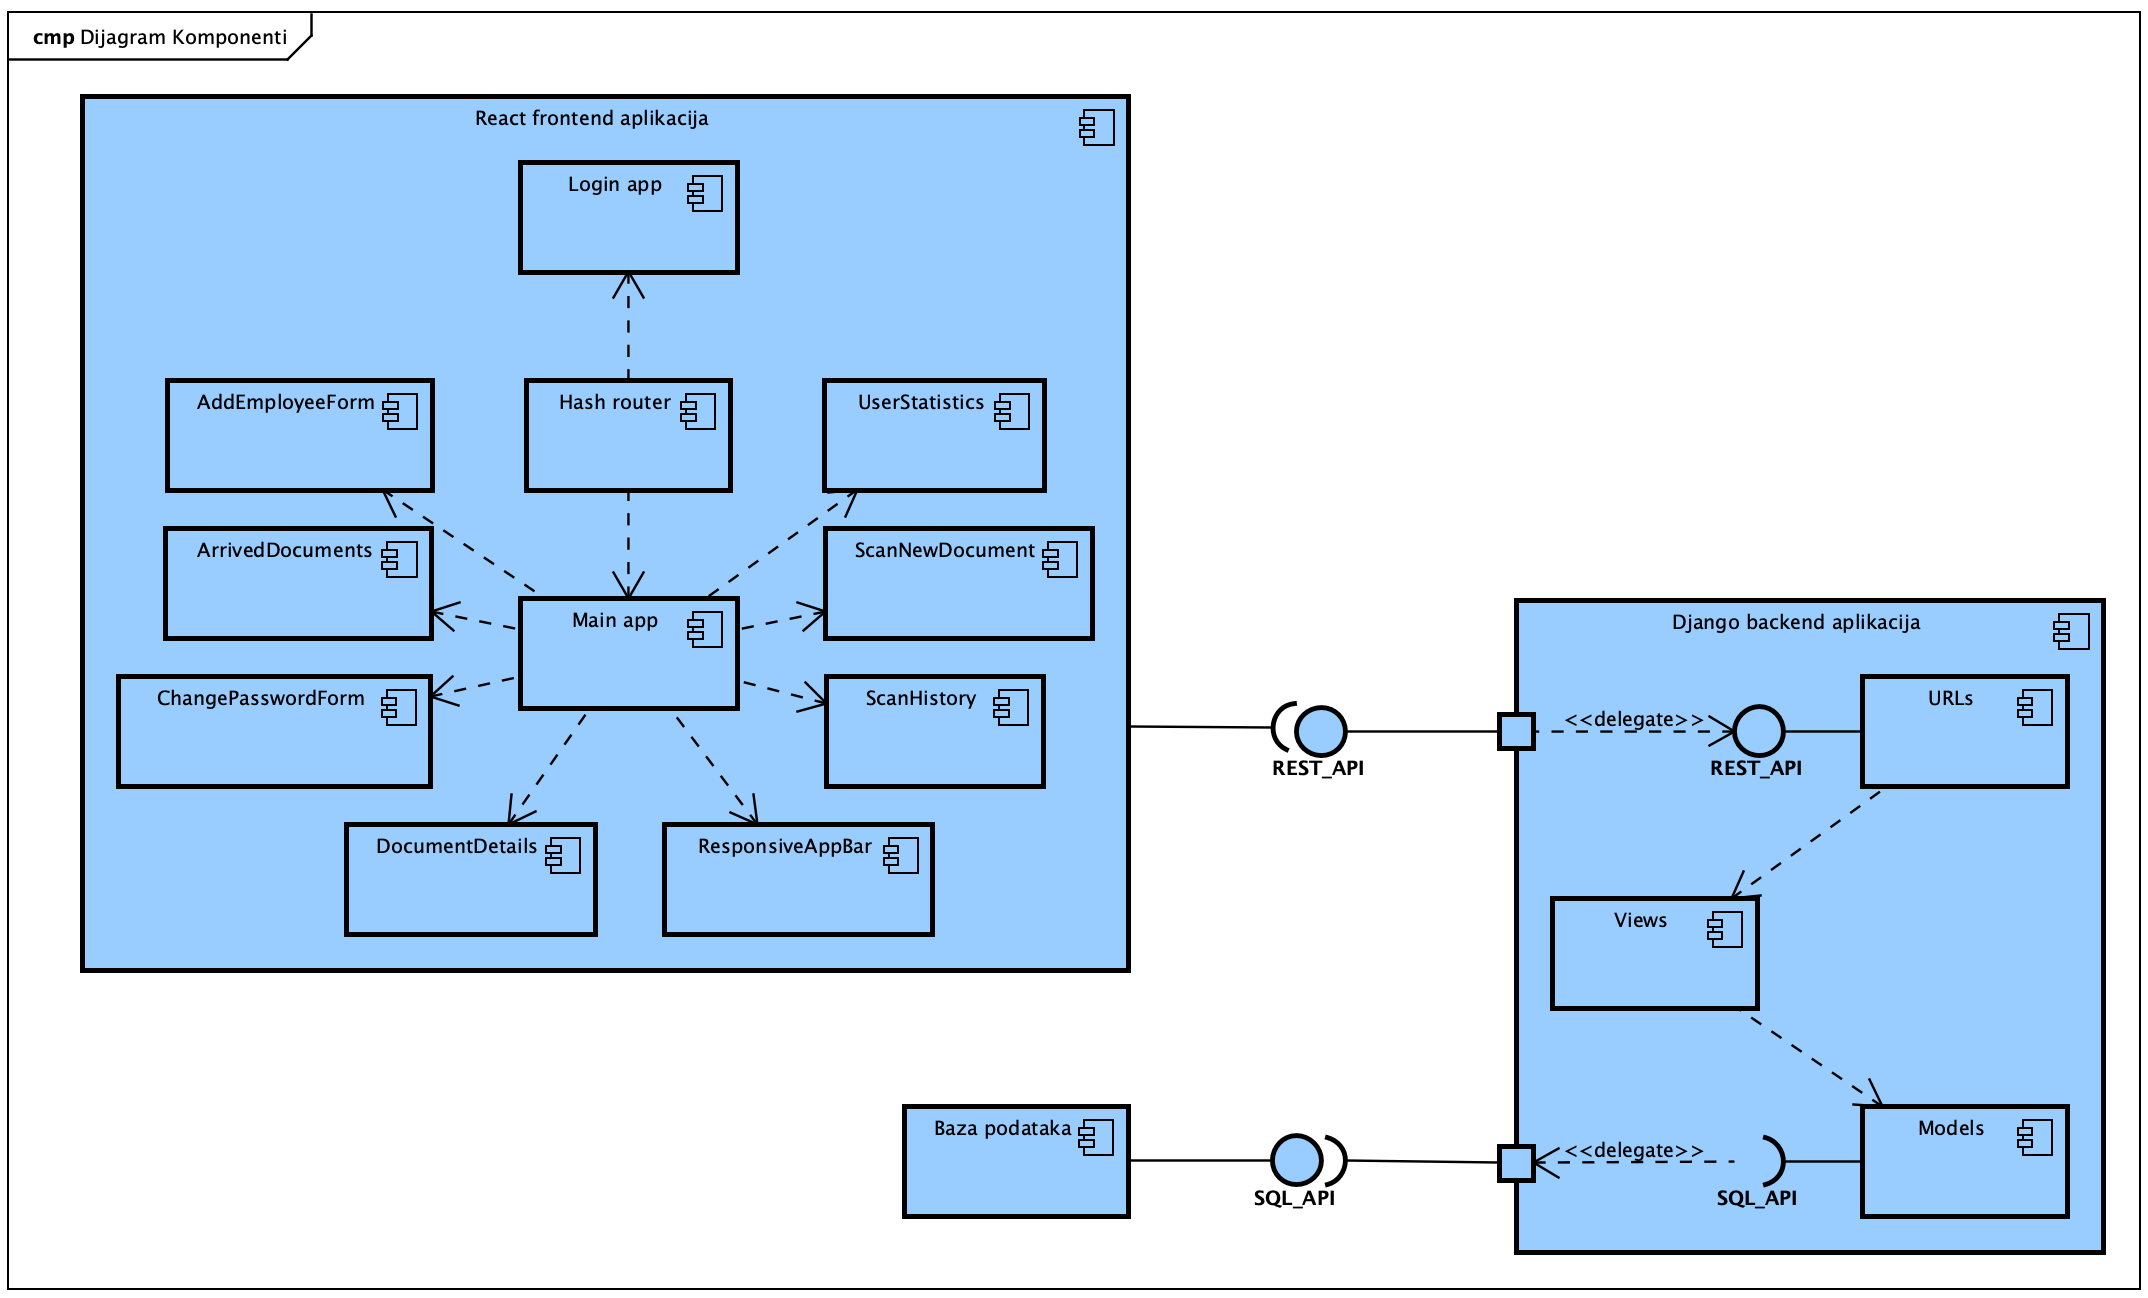 cmp Dijagram Komponenti
React frontend aplikacija
Login app
AddEmployeeForm
Hash router
UserStatistics
ArrivedDocuments
ScanNewDocument
Main app
ChangePasswordForm
ScanHistory
DocumentDetails
ResponsiveAppBar
REST_API
Django backend aplikacija
<<delegate>>
REST_API
URLs
Views
Baza podataka
SQL_API
<<delegate>>
SQL_API
Models